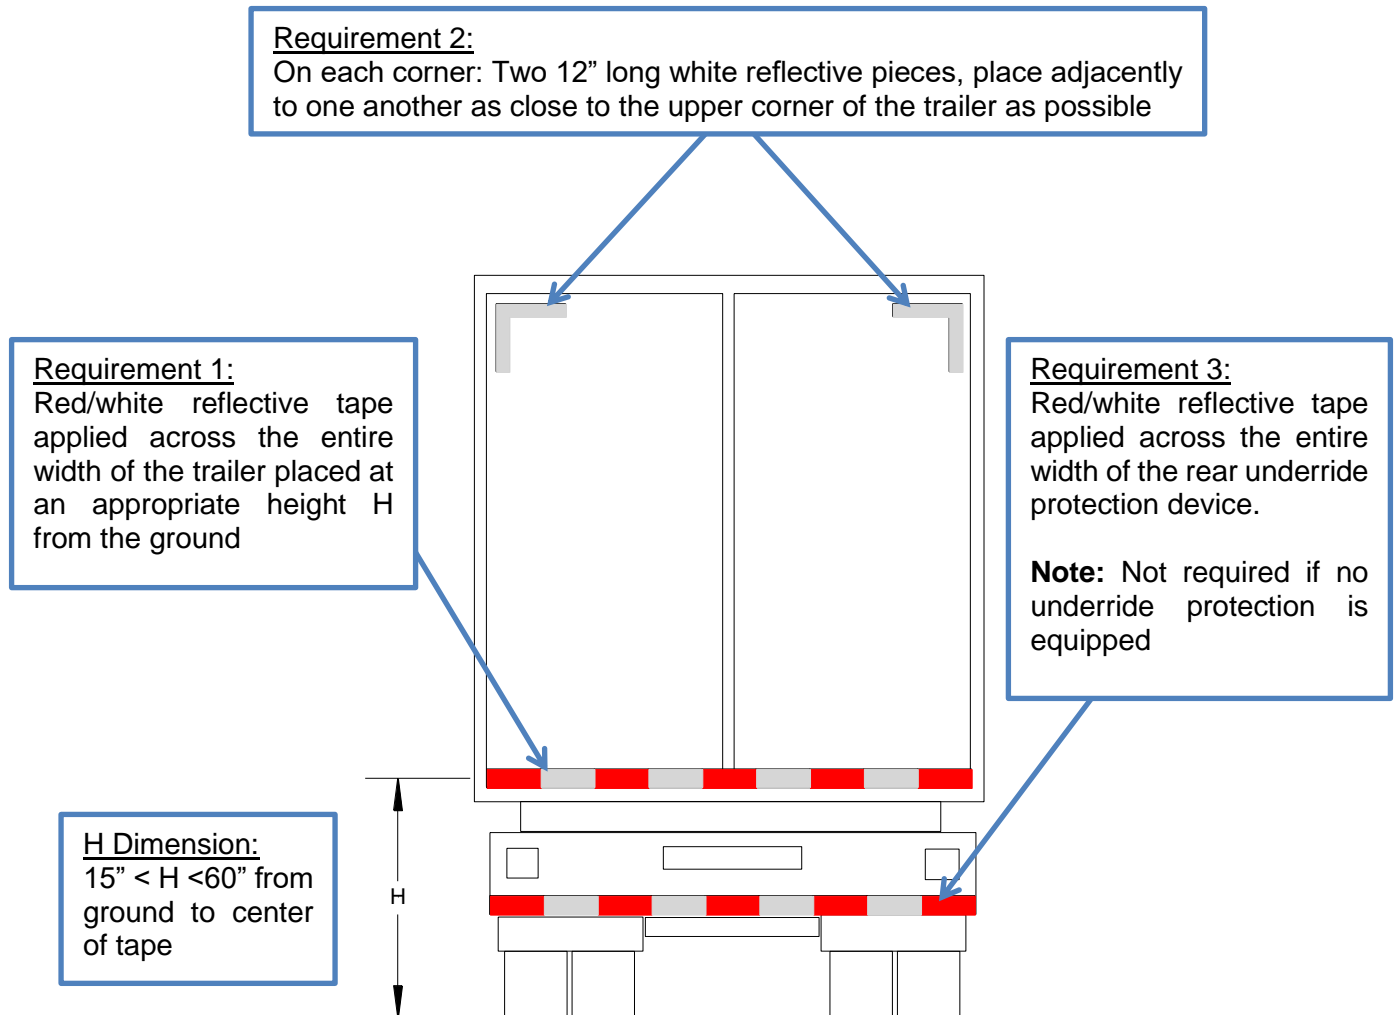 Requirement 2:
On each corner: Two 12” long white reflective pieces, place adjacently
to one another as close to the upper corner of the trailer as possible
Requirement 1:
Red/white reflective tape
applied across the entire
width of the trailer placed at
an appropriate height H
from the ground
Requirement 3:
Red/white reflective tape
applied across the entire
width of the rear underride
protection device.
Note: Not required if no
underride protection is
equipped
H Dimension:
15” < H <60” from
ground to center
of tape
H